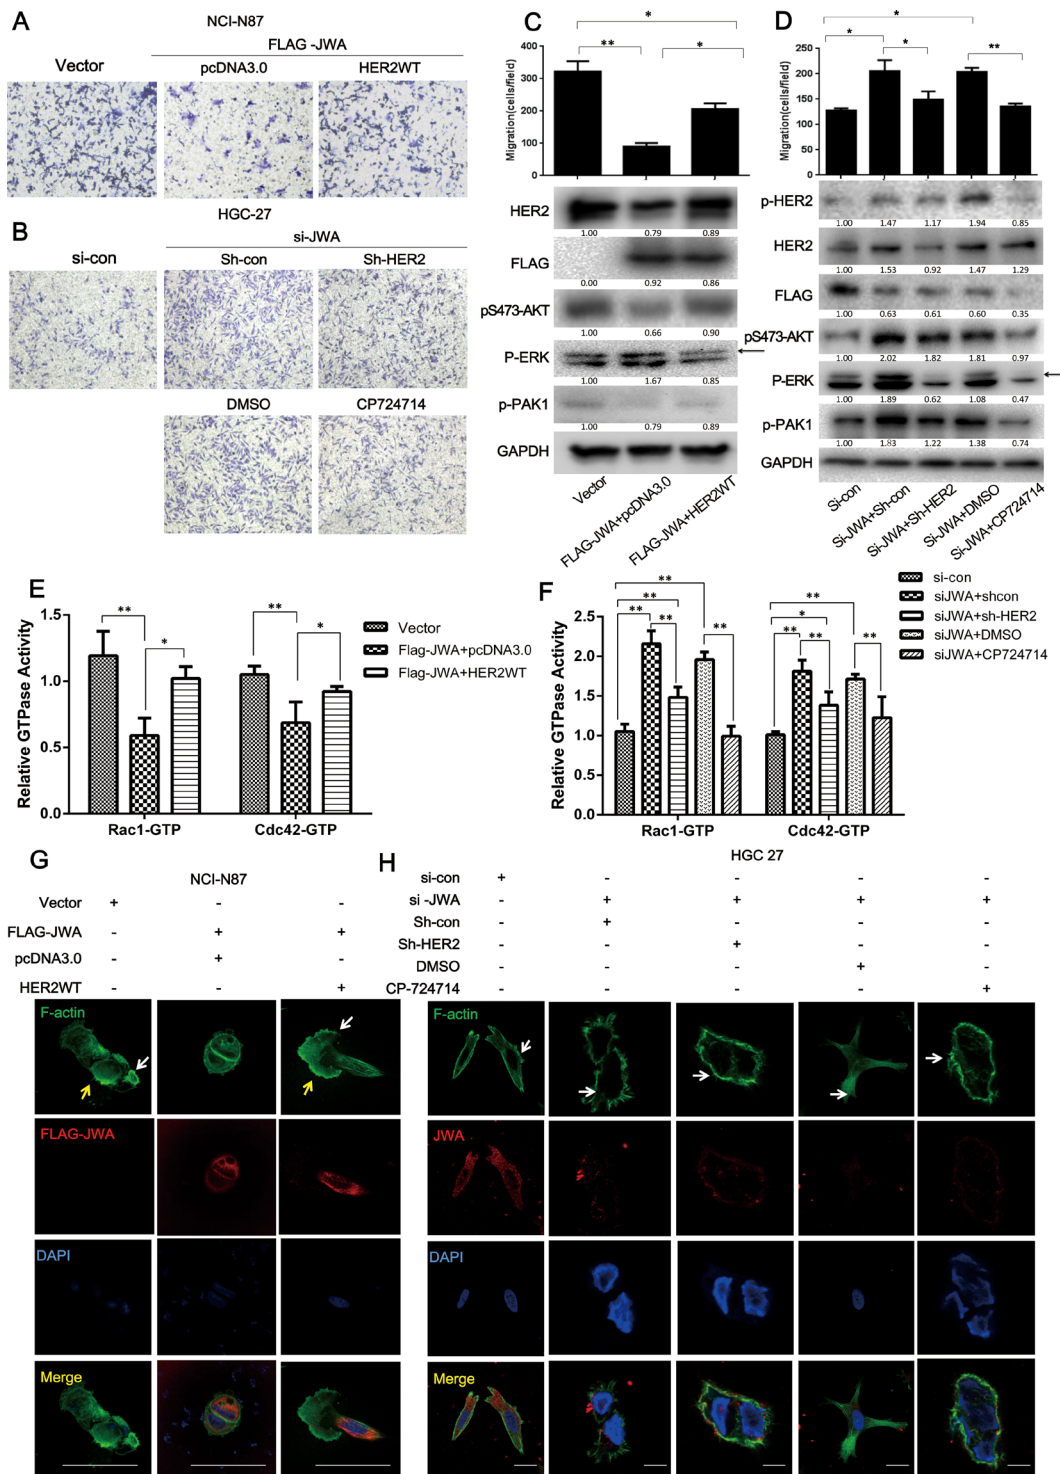 A
NCI-N87
FLAG -JWA
Vector
pcDNA3.0
HER2WT
B
HGC-27
si-JWA
si-con
Sh-con
Sh-HER2
DMSO
CP724714
C
* 
** *
Migration(cells/field)
400
300
200
100
0
HER2
1.00 0.79 0.89
FLAG
0.00 0.92 0.86
pS473-AKT
1.00 0.66 0.90
P-ERK
1.00 1.67 0.85
p-PAK1
1.00 0.79 0.89
GAPDH
Vector
FLAG-JWA+pcDNA3.0
FLAG-JWA+HER2WT
D
*
* * **
Migration(cells/field)
250
200
150
100
50
0
p-HER2
1.00 1.47 1.17 1.94 0.85
HER2
1.00 1.53 0.92 1.47 1.29
FLAG
1.00 0.63 0.61 0.60 0.35
pS473-AKT
1.00 2.02 1.82 1.81 0.97
P-ERK
1.00 1.89 0.62 1.08 0.47
p-PAK1
1.00 1.83 1.22 1.38 0.74
GAPDH
Si-con
Si-JWA+Sh-con
Si-JWA+Sh-HER2
Si-JWA+DMSO
Si-JWA+CP724714
E
Relative GTPase Activity
1.5
1.0
0.5
0.0
** **
* *
Rac1-GTP Cdc42-GTP
Vector
Flag-JWA+pcDNA3.0
Flag-JWA+HER2WT
F
Relative GTPase Activity
2.5
2.0
1.5
1.0
0.5
0.0
** **
** *
** ** ** ** ** **
Rac1-GTP Cdc42-GTP
si-con
siJWA+shcon
siJWA+sh-HER2
siJWA+DMSO
siJWA+CP724714
G
NCI-N87
Vector + - -
FLAG-JWA - + +
pcDNA3.0 - + -
HER2WT - - +
F-actin
FLAG-JWA
DAPI
Merge
H
HGC 27
si-con + - - - -
si -JWA - + + + +
Sh-con - + - - -
Sh-HER2 - - + - -
DMSO - - - + -
CP-724714 - - - - +
F-actin
JWA
DAPI
Merge